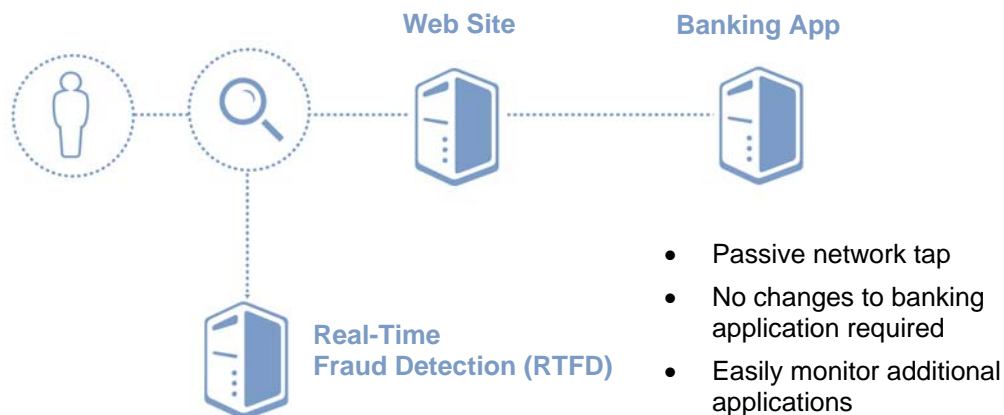 Web Site
Banking App
Real-Time
Fraud Detection (RTFD)
• Passive network tap
• No changes to banking
application required
• Easily monitor additional
applications